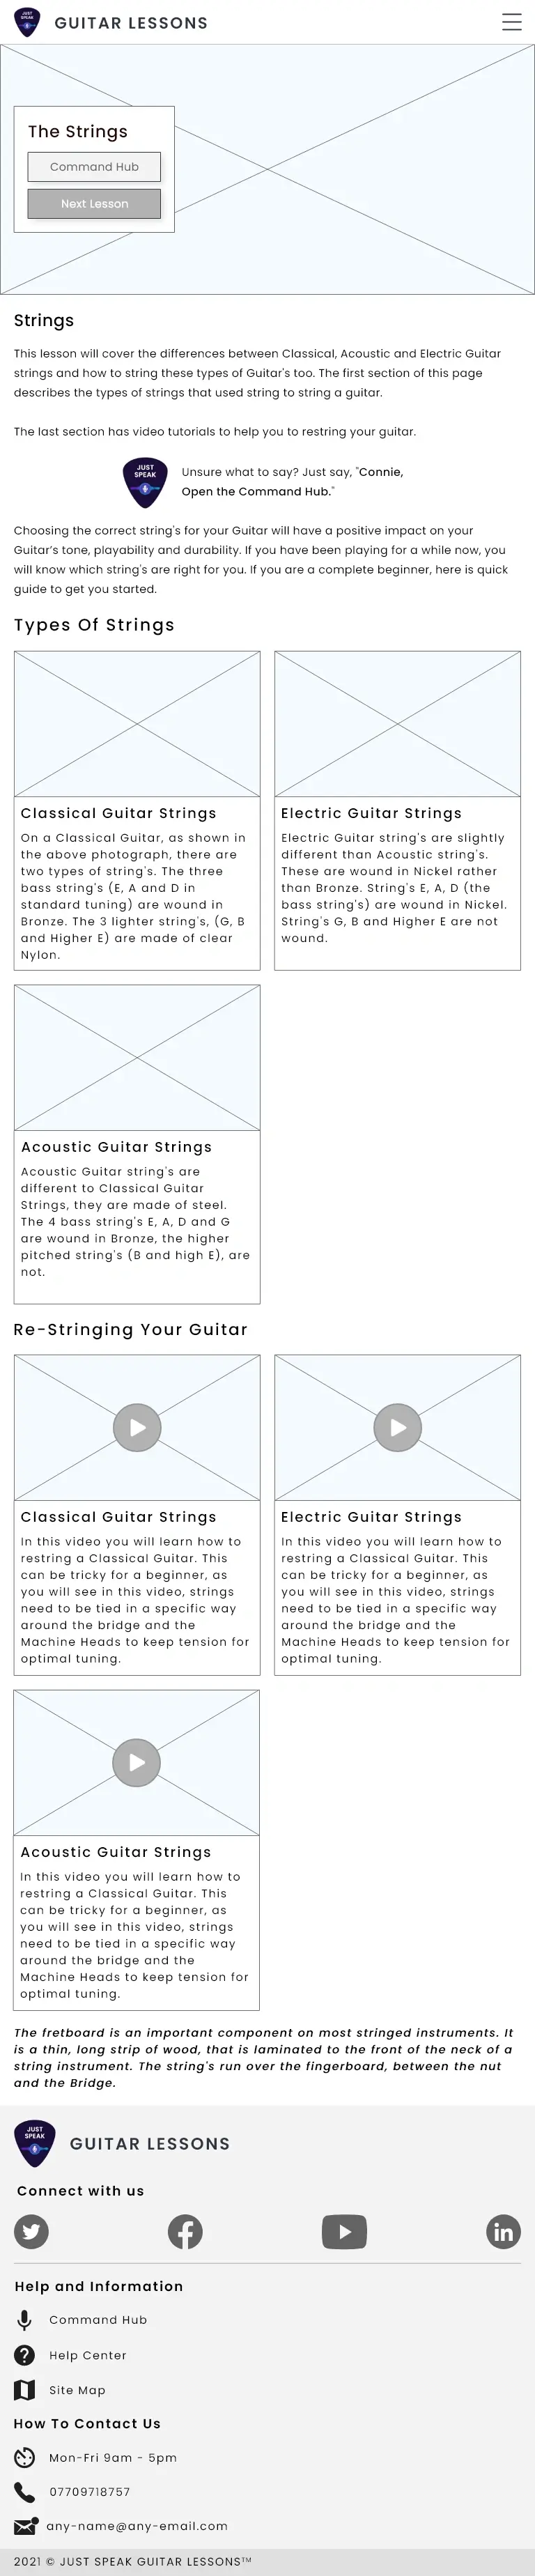 JUST
SPEAK
GUITAR LESSONS
The Strings
Command Hub
Next Lesson
Strings
This lesson will cover the differences between Classical, Acoustic and Electric Guitar
strings and how to string these types of Guitar's too. The first section of this page
describes the types of strings that used string to string a guitar.
The last section has video tutorials to help you to restring your guitar.
JUST
SPEAK
Unsure what to say? Just say, "Connie,
Open the Command Hub."
Choosing the correct string's for your Guitar will have a positive impact on your
Guitar's tone, playability and durability. If you have been playing for a while now, you
will know which string's are right for you. If you are a complete beginner, here is quick
guide to get you started.
Types Of Strings
Classical Guitar Strings
On a Classical Guitar, as shown in
the above photograph, there are
two types of string's. The three
bass string's (E, A and D in
standard tuning) are wound in
Bronze. The 3 lighter string's, (G, B
and Higher E) are made of clear
Nylon.
Electric Guitar Strings
Electric Guitar string's are slightly
different than Acoustic string's.
These are wound in Nickel rather
than Bronze. String's E, A, D (the
bass string's) are wound in Nickel.
String's G, B and Higher E are not
wound.
Acoustic Guitar Strings
Acoustic Guitar string's are
different to Classical Guitar
Strings, they are made of steel.
The 4 bass string's E, A, D and G
are wound in Bronze, the higher
pitched string's (B and high E), are
not.
Re-Stringing Your Guitar
Classical Guitar Strings
In this video you will learn how to
restring a Classical Guitar. This
can be tricky for a beginner, as
you will see in this video, strings
need to be tied in a specific way
around the bridge and the
Machine Heads to keep tension for
optimal tuning.
Electric Guitar Strings
In this video you will learn how to
restring a Classical Guitar. This
can be tricky for a beginner, as
you will see in this video, strings
need to be tied in a specific way
around the bridge and the
Machine Heads to keep tension for
optimal tuning.
Acoustic Guitar Strings
In this video you will learn how to
restring a Classical Guitar. This
can be tricky for a beginner, as
you will see in this video, strings
need to be tied in a specific way
around the bridge and the
Machine Heads to keep tension for
optimal tuning.
The fretboard is an important component on most stringed instruments. It
is a thin, long strip of wood, that is laminated to the front of the neck of a
string instrument. The string's run over the fingerboard, between the nut
and the Bridge.
JUST
SPEAK
GUITAR LESSONS
Connect with us
Help and Information
Command Hub
Help Center
Site Map
How To Contact Us
Mon-Fri 9am - 5pm
07709718757
any-name@any-email.com
2021 © JUST SPEAK GUITAR LESSONS™